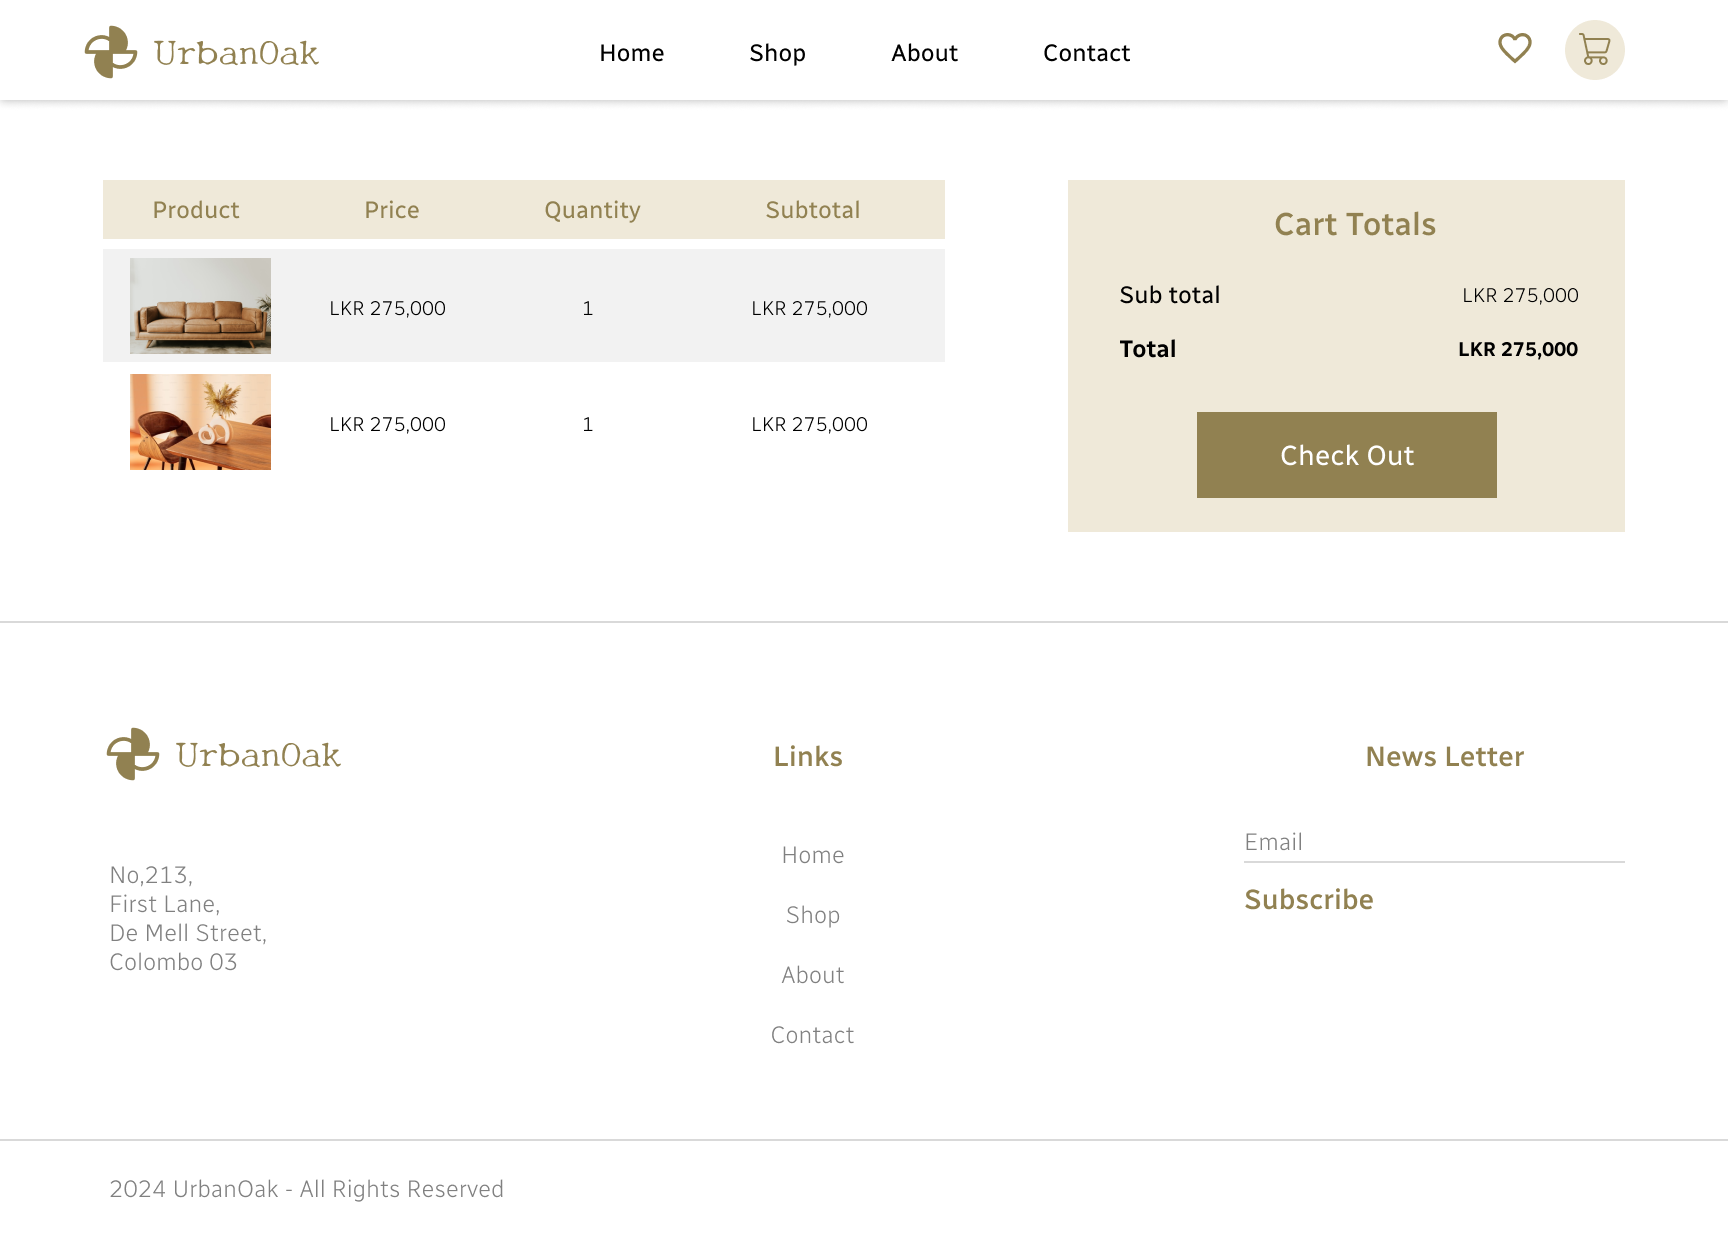 UrbanOak
Home Shop About Contact
Product Price Quantity Subtotal
LKR 275,000 1 LKR 275,000
LKR 275,000 1 LKR 275,000
Cart Totals
Sub total LKR 275,000
Total LKR 275,000
Check Out
UrbanOak
No,213,
First Lane,
De Mell Street,
Colombo 03
Links
Home
Shop
About
Contact
News Letter
Email
Subscribe
2024 UrbanOak - All Rights Reserved